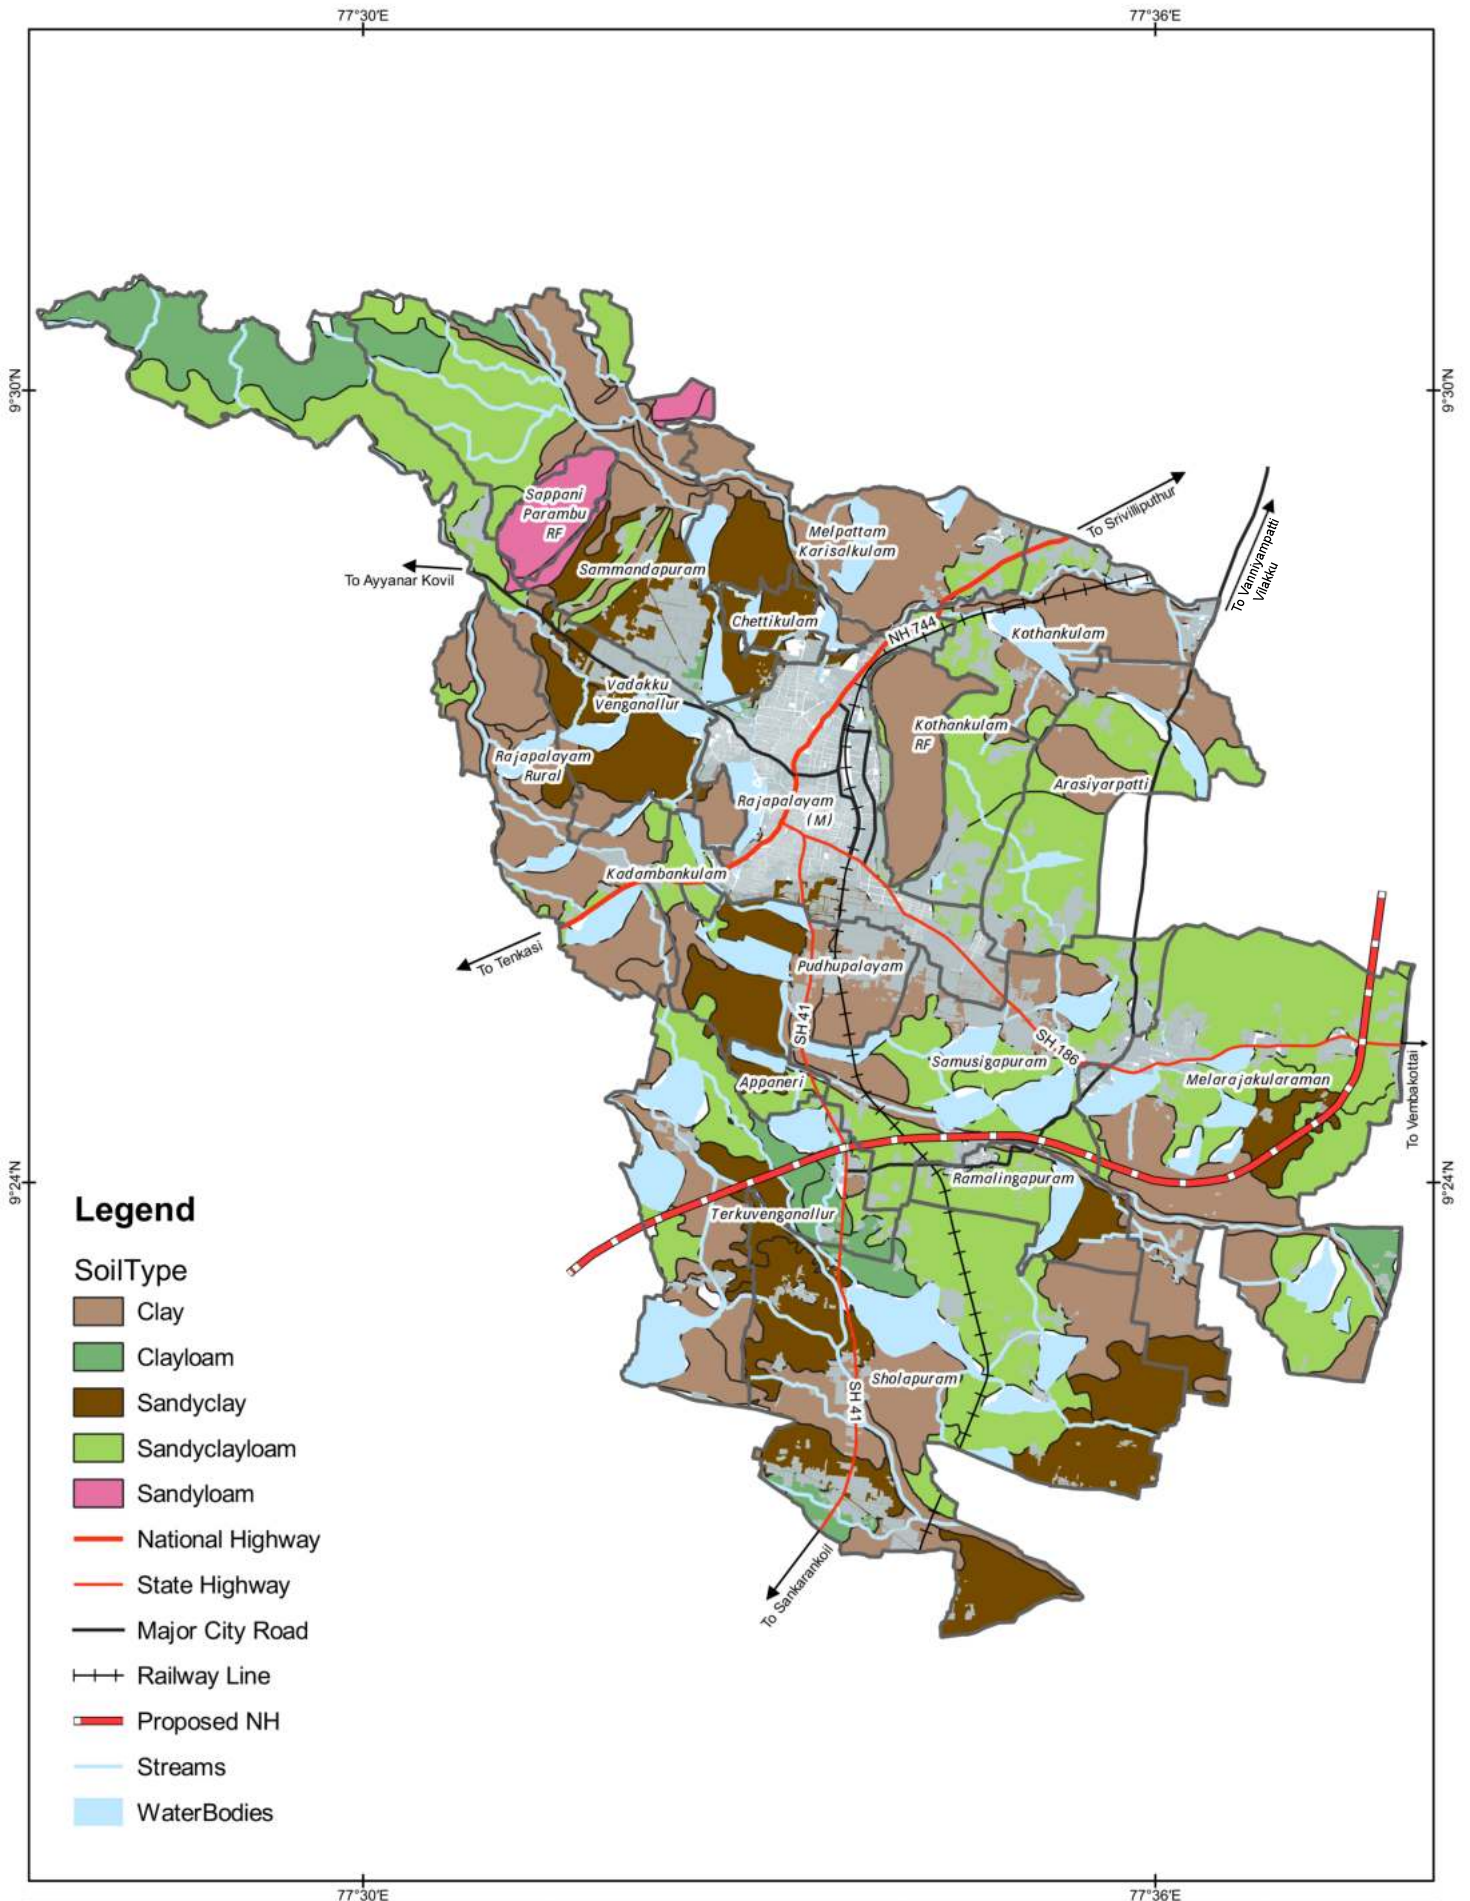 77°30'E
77°36'E
9°30'N
9°30'N
To Srivilliputhur
To Vanniyampatti
Vilakku
Sappani
Parambu
RF
Melpattam
Karisalkulam
To Ayyanar Kovil
Sammandapuram
Chettikulam
NH 744
Kothankulam
Vadakku
Venganallur
Kothankulam
RF
Rajapalayam
Rural
Arasiyarpatti
Rajapalayam
(M)
Kadambankulam
To Tenkasi
Pudhupalayam
SH 41
SH 186
Samusigapuram
Appaneri
Melarajakularaman
To Vembakottai
9°24'N
9°24'N
Ramalingapuram
Terkuvenganallur
Sholapuram
SH 41
To Sankarankoil
Legend
SoilType
Clay
Clayloam
Sandyclay
Sandyclayloam
Sandyloam
National Highway
State Highway
Major City Road
Railway Line
Proposed NH
Streams
WaterBodies
77°30'E
77°36'E